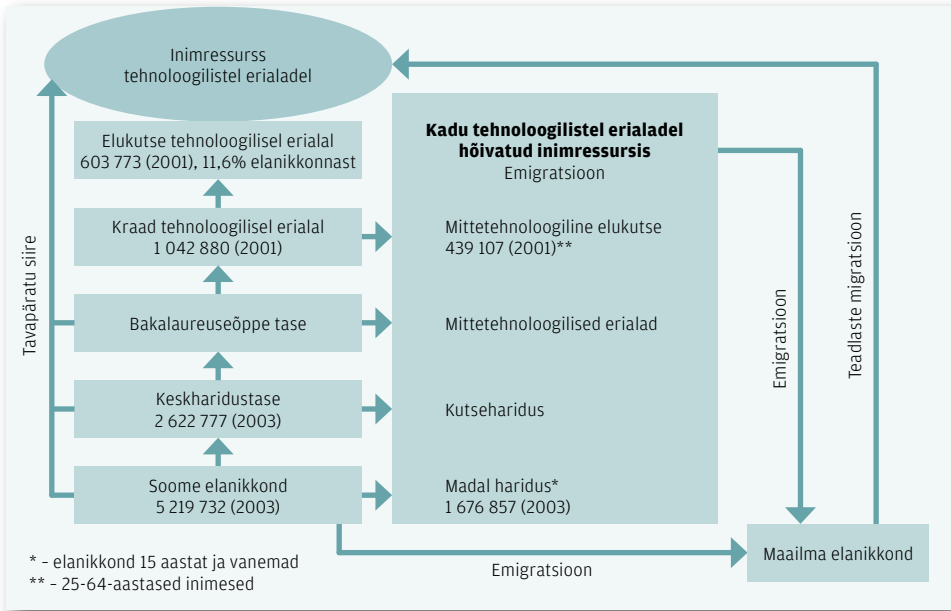 Inimressurss
tehnoloogilistel erialadel
Elukutse tehnoloogilisel erialal
603 773 (2001), 11,6% elanikkonnast
Kraad tehnoloogilisel erialal
1 042 880 (2001)
Bakalaureuseõppe tase
Keskharidustase
2 622 777 (2003)
Soome elanikkond
5 219 732 (2003)
Tavapäratu siire
Kadu tehnoloogilistel erialadel
hõivatud inimressursis
Emigratsioon
Mittetehnoloogiline elukutse
439 107 (2001)**
Mittetehnoloogilised erialad
Kutseharidus
Madal haridus*
1 676 857 (2003)
Emigratsioon
Teadlaste migratsioon
Maailma elanikkond
Emigratsioon
* – elanikkond 15 aastat ja vanemad
** – 25-64-aastased inimesed